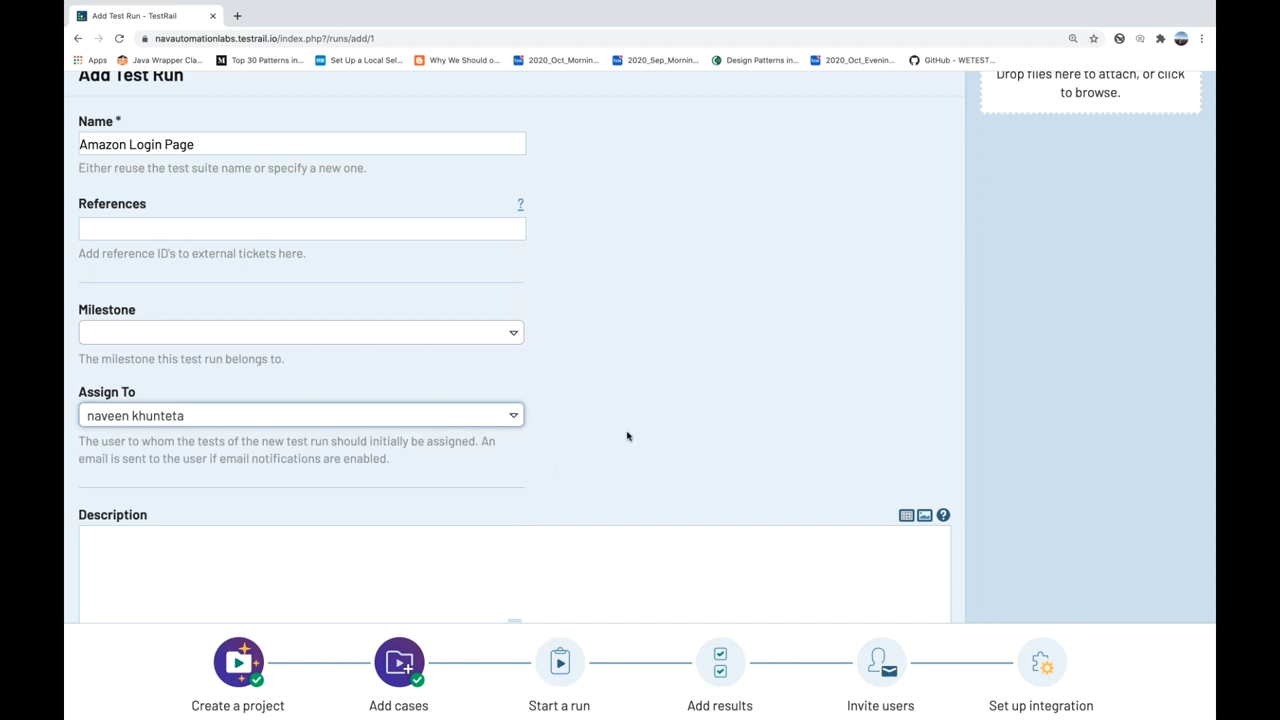 Add Test Run - TestRail
navautomationlabs.testrail.io/index.php?/runs/add/1
Apps
Java Wrapper Cla...
Top 30 Patterns in...
Set Up a Local Sel...
Why We Should o...
2020_Oct_Mornin...
2020_Sep_Mornin...
Design Patterns in...
2020_Oct_Evenin...
GitHub - WETEST...
Add Test Run
Drop files here to attach, or click
to browse.
Name *
Amazon Login Page
Either reuse the test suite name or specify a new one.
References
?
Add reference ID's to external tickets here.
Milestone
The milestone this test run belongs to.
Assign To
naveen khunteta
The user to whom the tests of the new test run should initially be assigned. An
email is sent to the user if email notifications are enabled.
Description
Create a project
Add cases
Start a run
Add results
Invite users
Set up integration